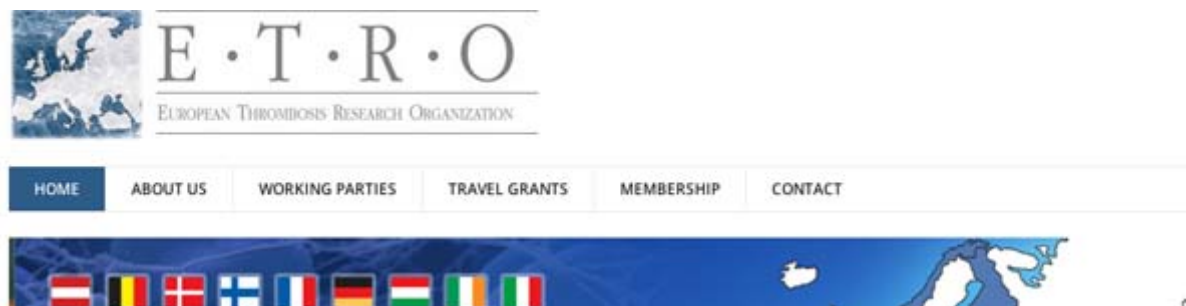 E · T · R · O
EUROPEAN THROMBOSIS RESEARCH ORGANIZATION
HOME ABOUT US WORKING PARTIES TRAVEL GRANTS MEMBERSHIP CONTACT